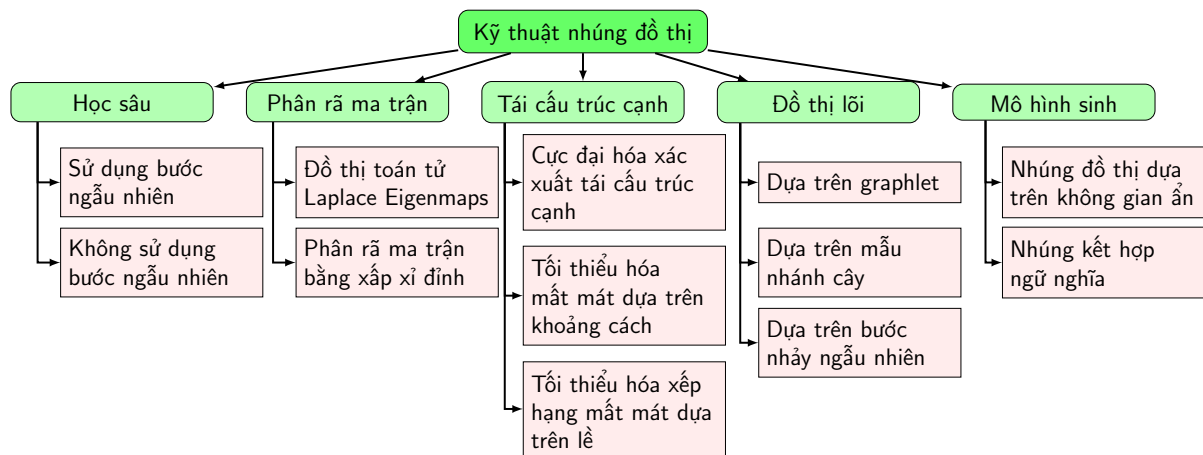 Kỹ thuật nhúng đồ thị
Học sâu
Sử dụng bước
ngẫu nhiên
Không sử dụng
bước ngẫu nhiên
Phân rã ma trận
Đồ thị toán tử
Laplace Eigenmaps
Phân rã ma trận
bằng xấp xỉ đỉnh
Tái cấu trúc cạnh
Cực đại hóa xác
xuất tái cấu trúc
cạnh
Tối thiểu hóa
mất mát dựa trên
khoảng cách
Tối thiểu hóa xếp
hạng mất mát dựa
trên lề
Đồ thị lõi
Dựa trên graphlet
Dựa trên mẫu
nhánh cây
Dựa trên bước
nhảy ngẫu nhiên
Mô hình sinh
Nhúng đồ thị dựa
trên không gian ẩn
Nhúng kết hợp
ngữ nghĩa